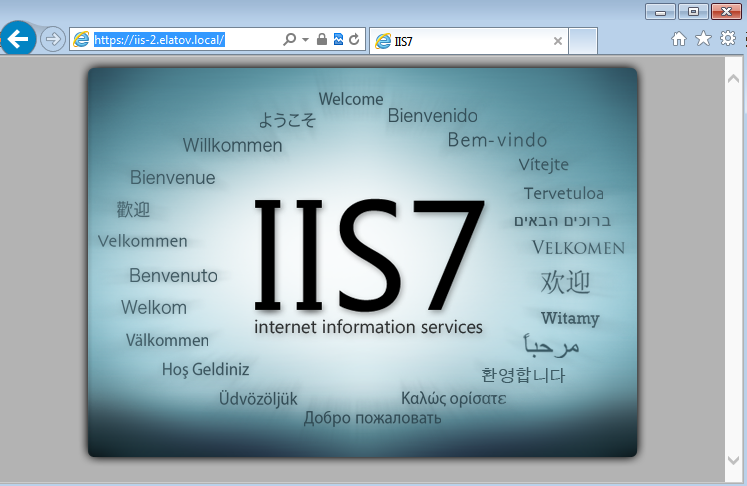 https://iis-2.elatov.local/
IIS7
Welcome
Bienvenido
ようこそ
Bem-vindo
Willkommen
Vítejte
Bienvenue
Tervetuloa
歡迎
ברוכים הבאים
Velkommen
VELKOMEN
IIS7
Benvenuto
欢迎
Welkom
Witamy
internet information services
Välkommen
مرحباً
Hoş Geldiniz
환영합니다
Üdvözöljük
Καλώς ορίσατε
Добро пожаловать